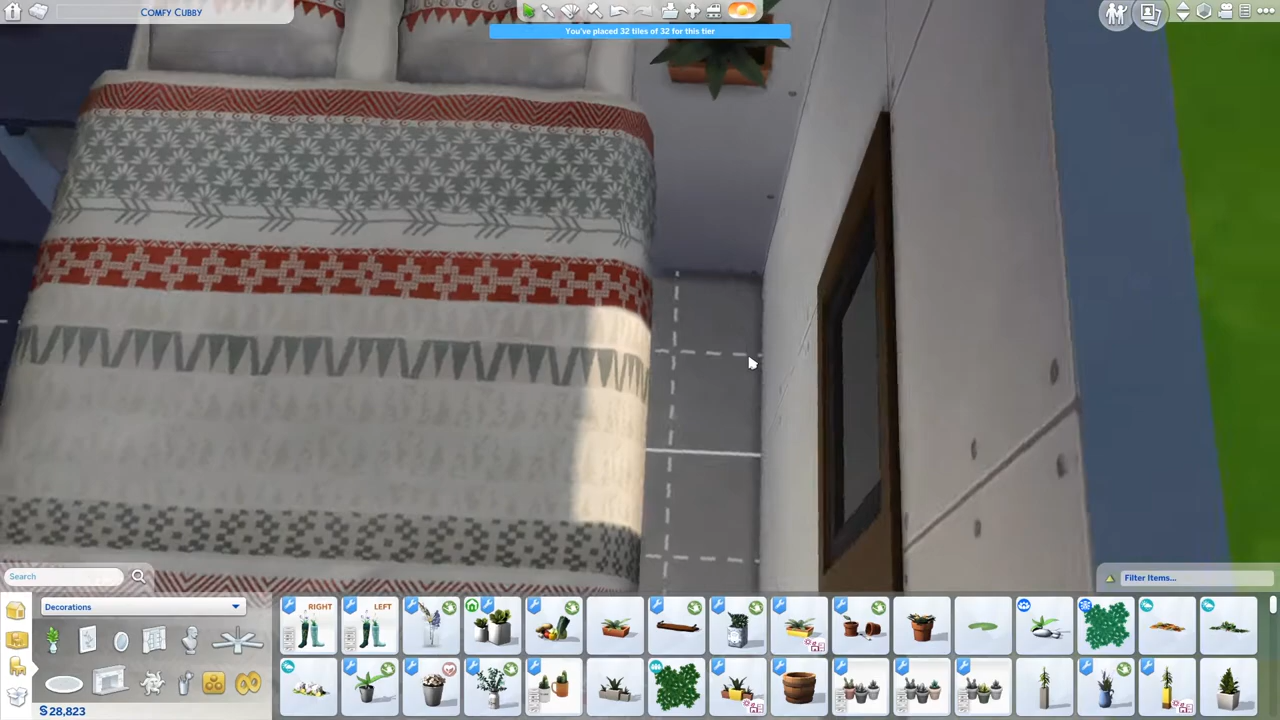 COMFY CUBBY
You've placed 32 tiles of 32 for this tier
Search
Filter Items...
Decorations
RIGHT
LEFT
$28,823